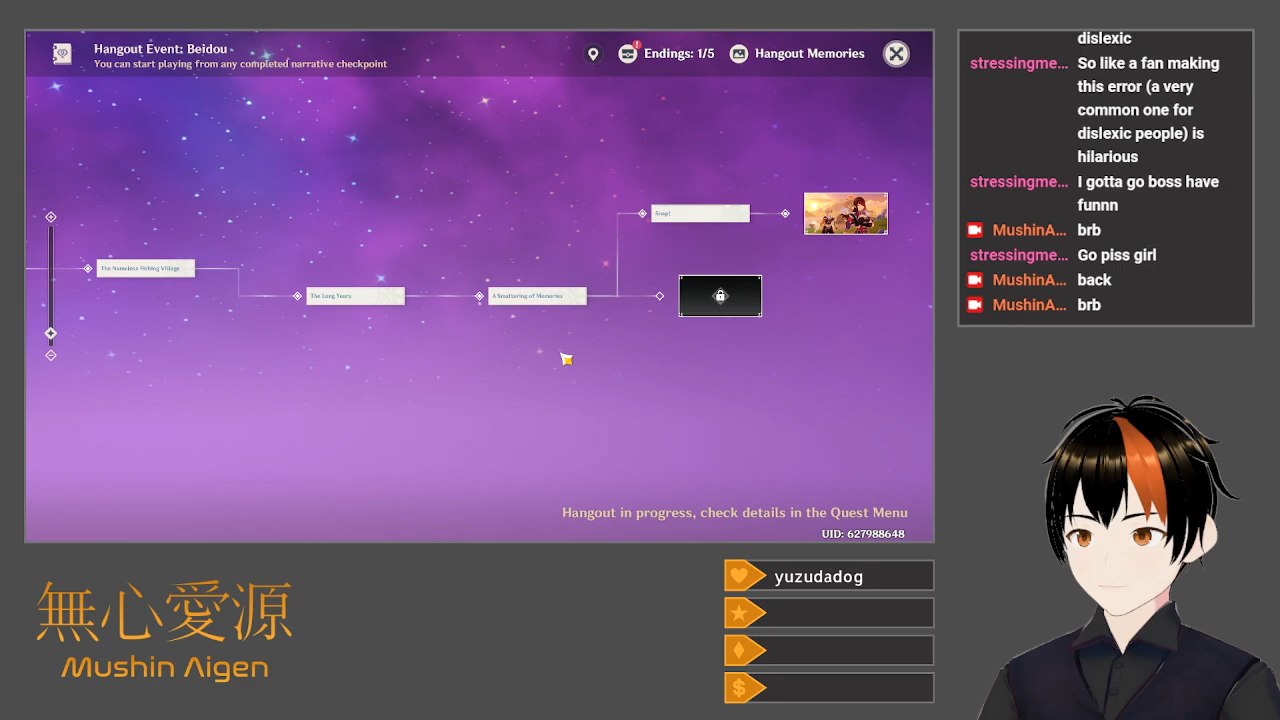 Hangout Event: Beidou
You can start playing from any completed narrative checkpoint
Endings: 1/5
Hangout Memories
Snap!
The Nameless Fishing Village
The Long Years
A Smattering of Memories
Hangout in progress, check details in the Quest Menu
UID: 627988648
dislexic
stressingme... So like a fan making
this error (a very
common one for
dislexic people) is
hilarious
stressingme... I gotta go boss have
funnn
MushinA... brb
stressingme... Go piss girl
MushinA... back
MushinA... brb
yuzudadog
無心愛源
Mushin Aigen